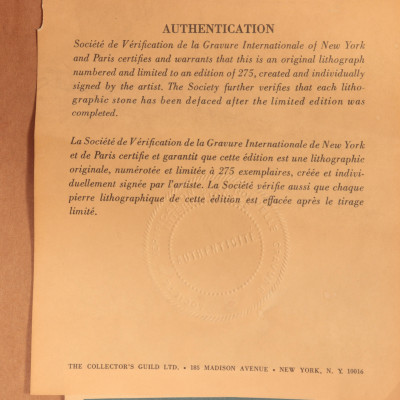 AUTHENTICATION
Société de Vérification de la Gravure Internationale of New York
and Paris certifies and warrants that this is an original lithograph
numbered and limited to an edition of 275, created and individually
signed by the artist. The Society further verifies that each litho-
graphic stone has been defaced after the limited edition was
completed.
La Société de Vérification de la Gravure Internationale de New York
et de Paris certifie et garantit que cette édition est une lithographie
originale, numérotée et limitée à 275 exemplaires, créée et indivi-
duellement signée par l'artiste. La Société vérifie aussi que chaque
pierre lithographique de cette édition est effacée après le tirage
limité.
AUTHENTICITÉ
THE COLLECTOR'S GUILD LTD. • 185 MADISON AVENUE • NEW YORK, N. Y. 10016